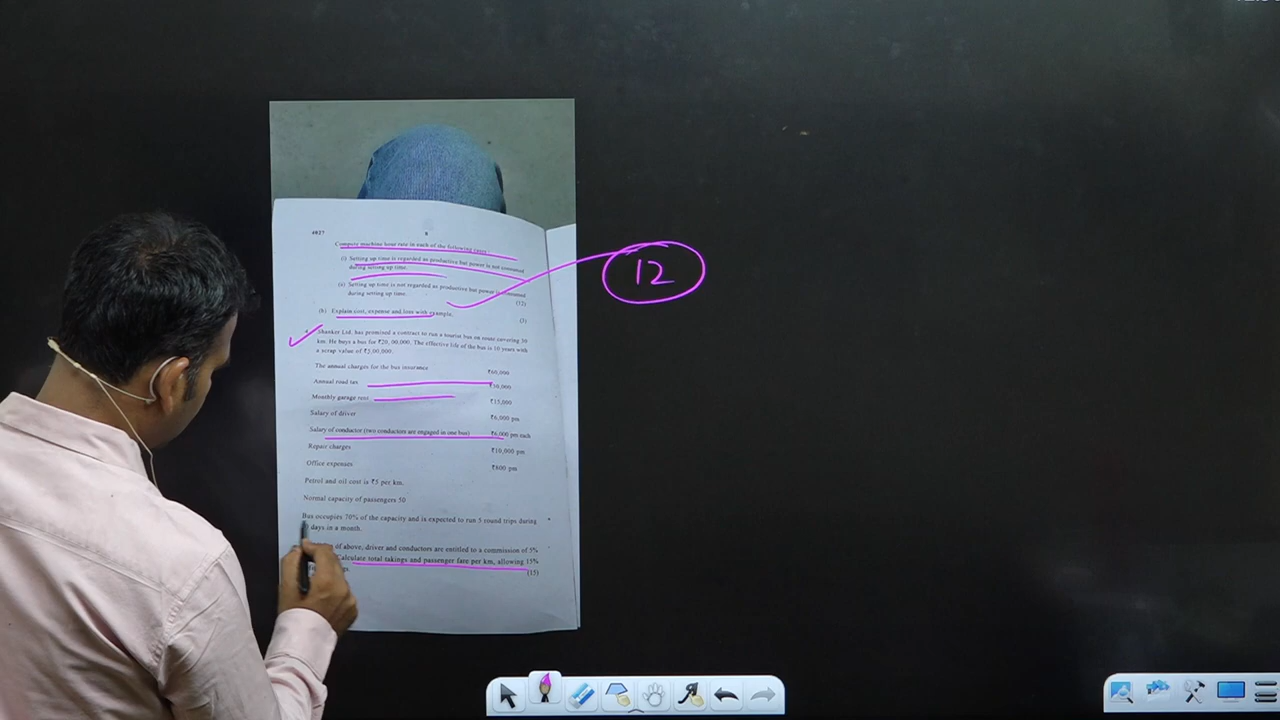 4027
8
Compute machine hour rate in each of the following cases :
(i) Setting up time is regarded as productive but power is not consumed
during setting up time.
(ii) Setting up time is not regarded as productive but power is consumed
during setting up time.
(12)
12
(b) Explain cost, expense and loss with example.
(3)
Shanker Ltd. has promised a contract to run a tourist bus on route covering 50
km. He buys a bus for ₹20,00,000. The effective life of the bus is 10 years with
a scrap value of ₹5,00,000.
The annual charges for the bus insurance ₹60,000
Annual road tax
Monthly garage rent ₹15,000
Salary of driver ₹6,000 pm
Salary of conductor (two conductors are engaged in one bus) ₹6,000 pm each
Repair charges ₹10,000 pm
Office expenses ₹800 pm
Petrol and oil cost is ₹5 per km.
Normal capacity of passengers 50
Bus occupies 70% of the capacity and is expected to run 5 round trips during
days in a month.
of above, driver and conductors are entitled to a commission of 5%
Calculate total takings and passenger fare per km, allowing 15%
(15)